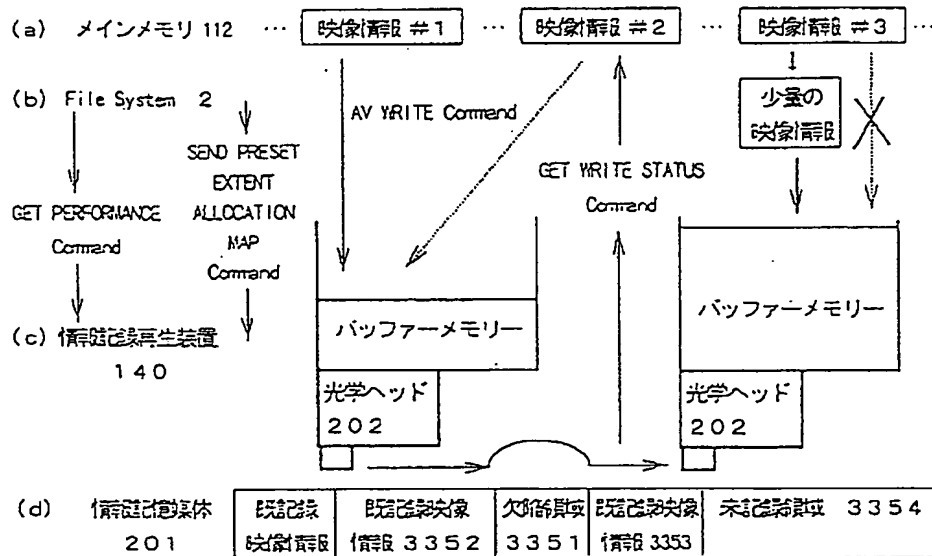 (a) メインメモリ 112 … 映像情報 #1 … 映像情報 #2 … 映像情報 #3 …
(b) File System 2
AV WRITE Command
少量の
映像情報
SEND PRESET
EXTENT
ALLOCATION
MAP
Command
GET PERFORMANCE
Command
GET WRITE STATUS
Command
バッファーメモリー
バッファーメモリー
(c) 情報記録再生装置
140
光学ヘッド
202
光学ヘッド
202
(d) 情報記憶媒体
201
既記録
映像情報
既記録映像
情報 3352
欠陥領域
3351
既記録映像
情報 3353
未記録領域 3354